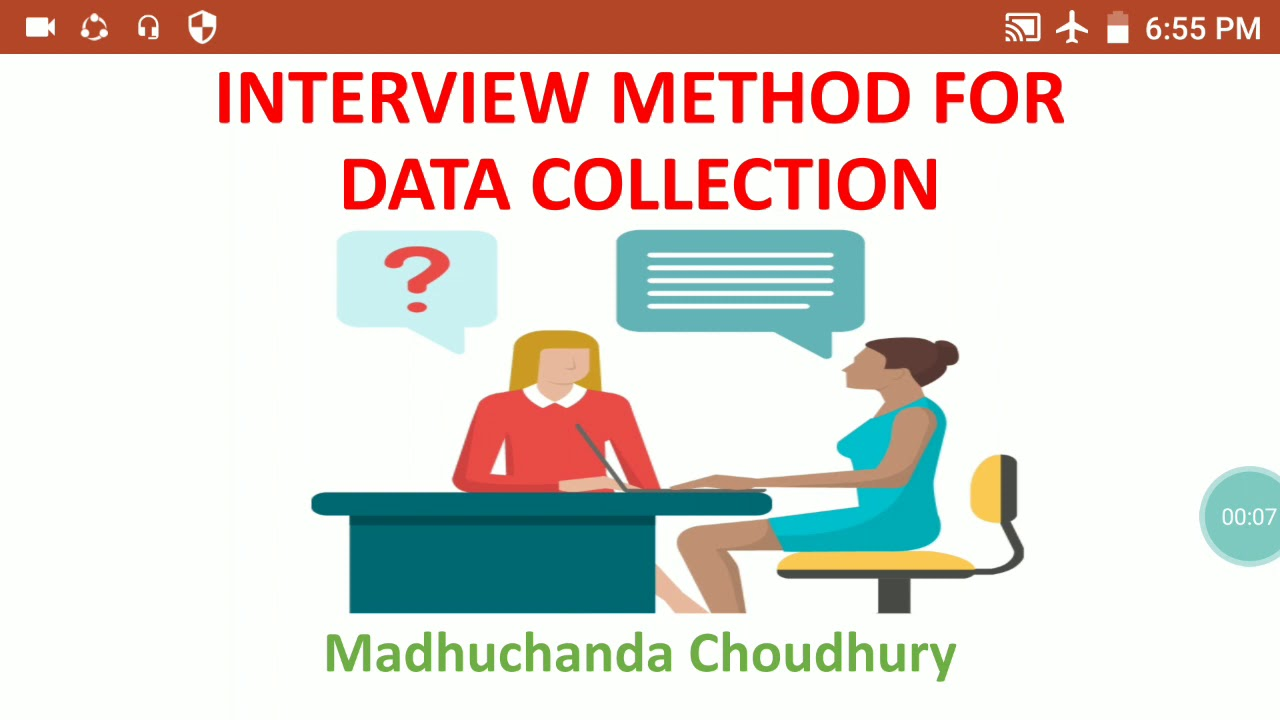 6:55 PM
INTERVIEW METHOD FOR
DATA COLLECTION
?
00:07
Madhuchanda Choudhury